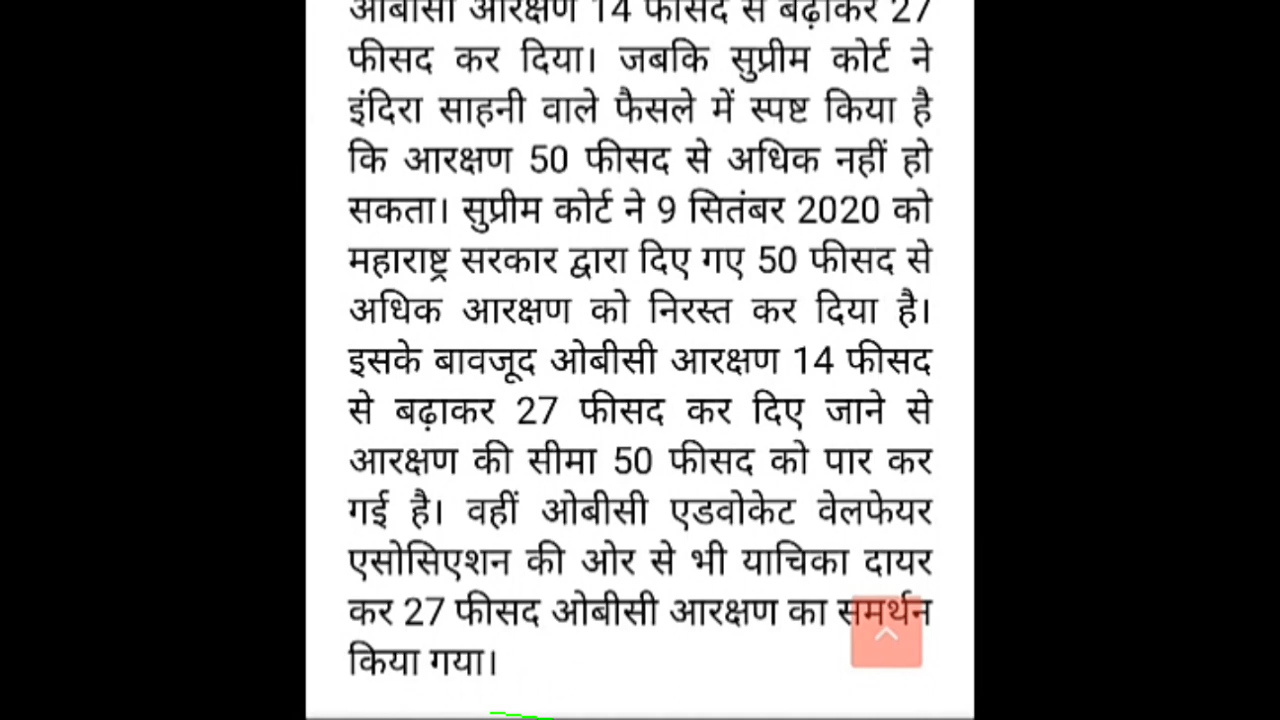 ओबीसी आरक्षण 14 फीसद से बढ़ाकर 27
फीसद कर दिया। जबकि सुप्रीम कोर्ट ने
इंदिरा साहनी वाले फैसले में स्पष्ट किया है
कि आरक्षण 50 फीसद से अधिक नहीं हो
सकता। सुप्रीम कोर्ट ने 9 सितंबर 2020 को
महाराष्ट्र सरकार द्वारा दिए गए 50 फीसद से
अधिक आरक्षण को निरस्त कर दिया है।
इसके बावजूद ओबीसी आरक्षण 14 फीसद
से बढ़ाकर 27 फीसद कर दिए जाने से
आरक्षण की सीमा 50 फीसद को पार कर
गई है। वहीं ओबीसी एडवोकेट वेलफेयर
एसोसिएशन की ओर से भी याचिका दायर
कर 27 फीसद ओबीसी आरक्षण का समर्थन
किया गया।